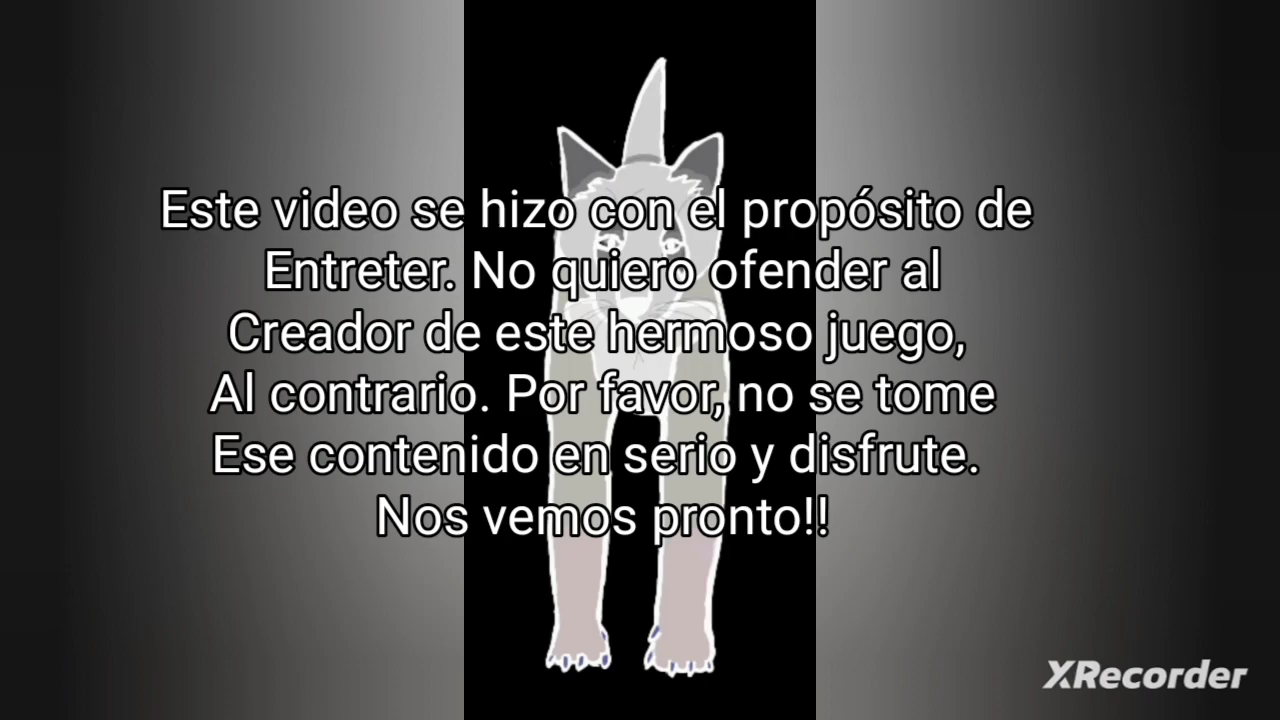 Este video se hizo con el propósito de
Entreter. No quiero ofender al
Creador de este hermoso juego,
Al contrario. Por favor, no se tome
Ese contenido en serio y disfrute.
Nos vemos pronto!!
XRecorder